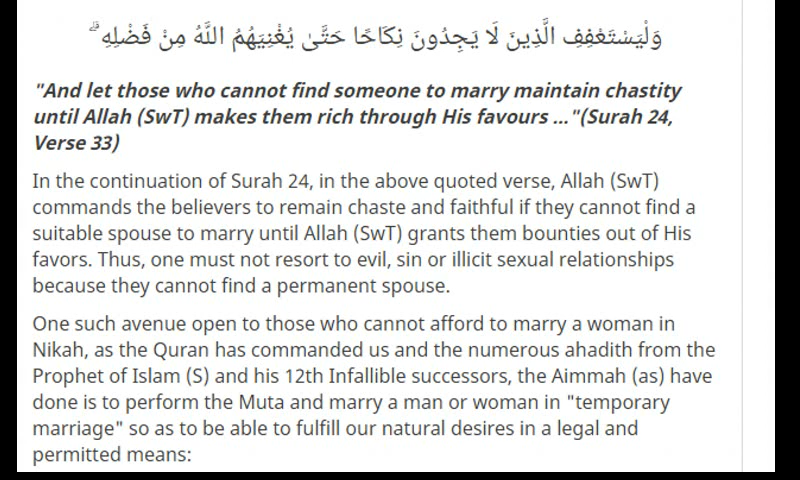 وَلْيَسْتَعْفِفِ الَّذِينَ لَا يَجِدُونَ نِكَاحًا حَتَّىٰ يُغْنِيَهُمُ اللَّهُ مِنْ فَضْلِهِ ۗ
"And let those who cannot find someone to marry maintain chastity
until Allah (SwT) makes them rich through His favours ..."(Surah 24,
Verse 33)
In the continuation of Surah 24, in the above quoted verse, Allah (SwT)
commands the believers to remain chaste and faithful if they cannot find a
suitable spouse to marry until Allah (SwT) grants them bounties out of His
favors. Thus, one must not resort to evil, sin or illicit sexual relationships
because they cannot find a permanent spouse.
One such avenue open to those who cannot afford to marry a woman in
Nikah, as the Quran has commanded us and the numerous ahadith from the
Prophet of Islam (S) and his 12th Infallible successors, the Aimmah (as) have
done is to perform the Muta and marry a man or woman in "temporary
marriage" so as to be able to fulfill our natural desires in a legal and
permitted means: